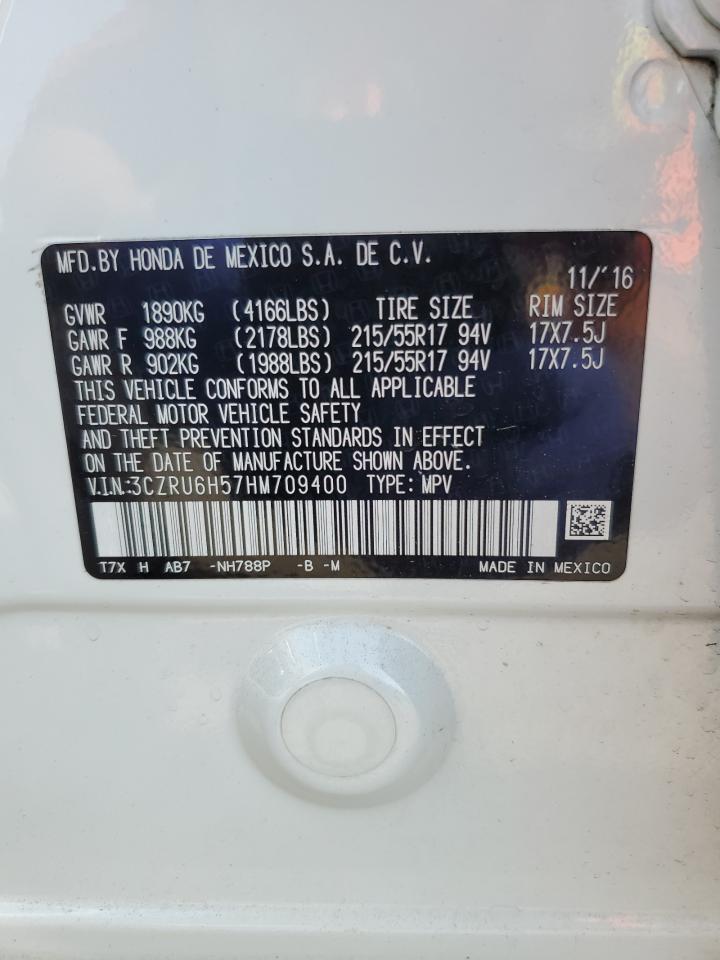 MFD.BY HONDA DE MEXICO S.A. DE C.V.
11/'16
GVWR 1890KG (4166LBS) TIRE SIZE RIM SIZE
GAWR F 988KG (2178LBS) 215/55R17 94V 17X7.5J
GAWR R 902KG (1988LBS) 215/55R17 94V 17X7.5J
THIS VEHICLE CONFORMS TO ALL APPLICABLE
FEDERAL MOTOR VEHICLE SAFETY
AND THEFT PREVENTION STANDARDS IN EFFECT
ON THE DATE OF MANUFACTURE SHOWN ABOVE.
V.I.N.:3CZRU6H57HM709400 TYPE: MPV
T7X H AB7 -NH788P -B -M MADE IN MEXICO